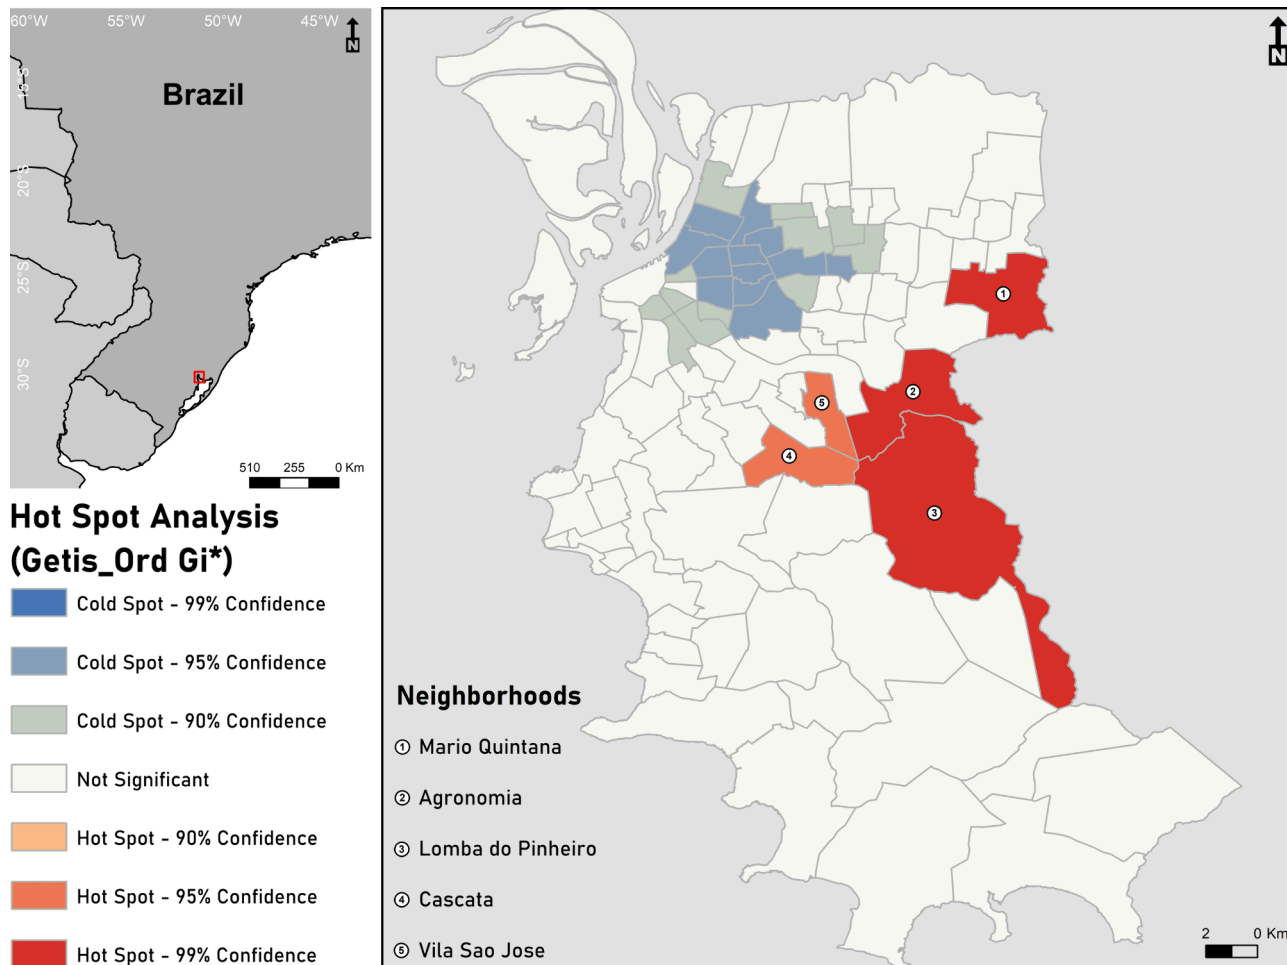 60°W 55°W 50°W 45°W
N
15°S
Brazil
20°S
25°S
30°S
510 255 0 Km
Hot Spot Analysis
(Getis_Ord Gi*)
Cold Spot - 99% Confidence
Cold Spot - 95% Confidence
Cold Spot - 90% Confidence
Not Significant
Hot Spot - 90% Confidence
Hot Spot - 95% Confidence
Hot Spot - 99% Confidence
N
1
2
5
4
3
Neighborhoods
1 Mario Quintana
2 Agronomia
3 Lomba do Pinheiro
4 Cascata
5 Vila Sao Jose
2 0 Km